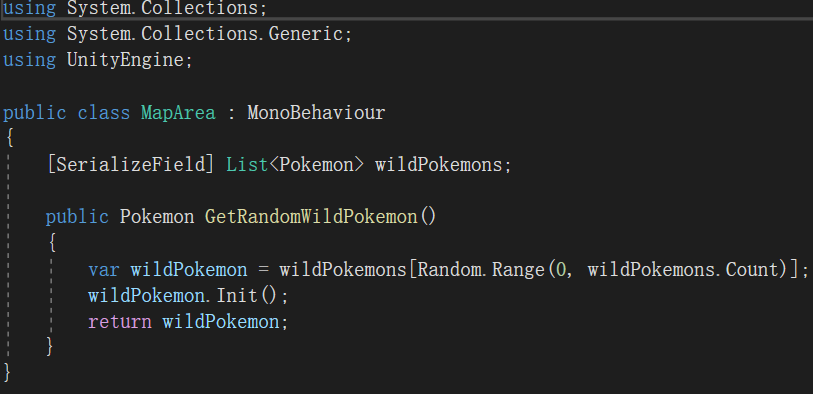 using System.Collections;
using System.Collections.Generic;
using UnityEngine;
public class MapArea : MonoBehaviour
{
[SerializeField] List<Pokemon> wildPokemons;
public Pokemon GetRandomWildPokemon()
{
var wildPokemon = wildPokemons[Random.Range(0, wildPokemons.Count)];
wildPokemon.Init();
return wildPokemon;
}
}